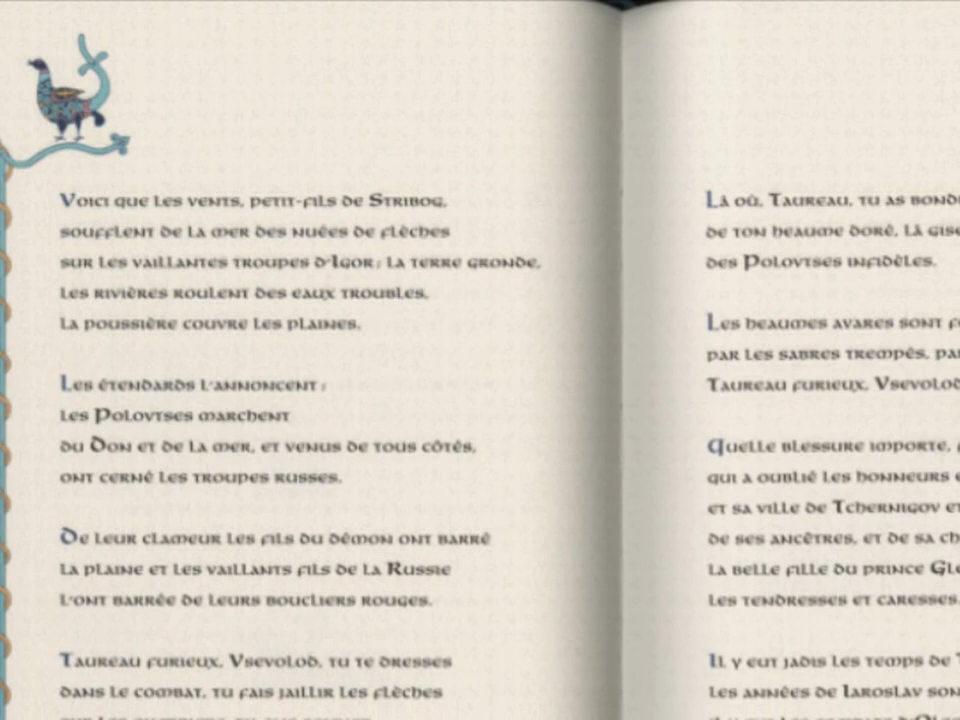 Voici que les vents, petit-fils de Stribog,
soufflent de la mer des nuées de flèches
sur les vaillantes troupes d'Igor; la terre gronde,
les rivières roulent des eaux troubles,
la poussière couvre les plaines.
Les étendards l'annoncent;
les Polovtses marchent
du Don et de la mer, et venus de tous côtés,
ont cerné les troupes russes.
De leur clameur les fils du démon ont barré
la plaine et les vaillants fils de la Russie
l'ont barrée de leurs boucliers rouges.
Taureau furieux, Vsevolod, tu te dresses
dans le combat, tu fais jaillir les flèches
Là où, Taureau, tu as
de ton heaume doré, là
des Polovtses infidèles.
Les heaumes avares sont
par les sabres trempés,
Taureau furieux, Vsevolod
Quelle blessure importe,
qui a oublié les honneurs
et sa ville de Tchernigov
de ses ancêtres, et de sa
la belle fille du prince
les tendresses et caresses
Il y eut jadis les temps de
les années de Iaroslav